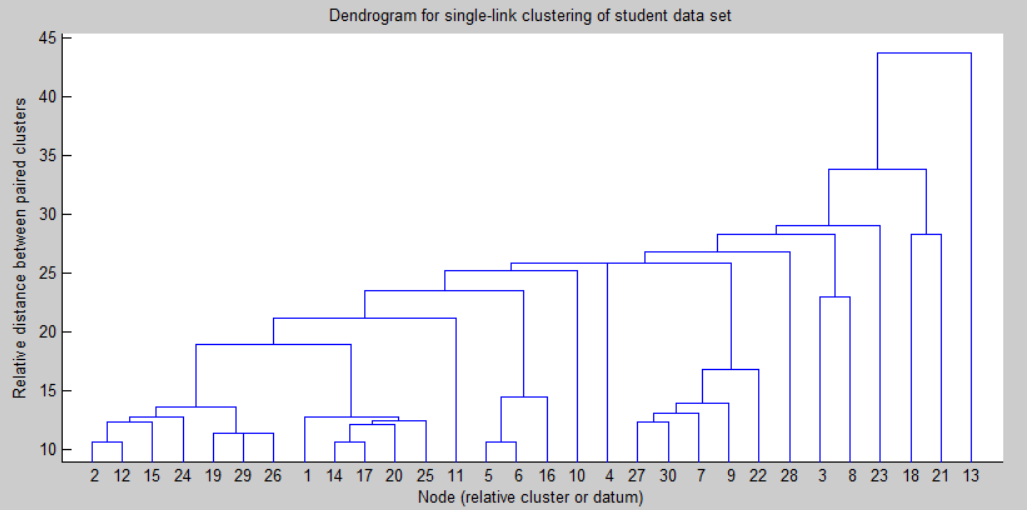 Dendrogram for single-link clustering of student data set
Relative distance between paired clusters
45
40
35
30
25
20
15
10
2 12 15 24 19 29 26 1 14 17 20 25 11 5 6 16 10 4 27 30 7 9 22 28 3 8 23 18 21 13
Node (relative cluster or datum)